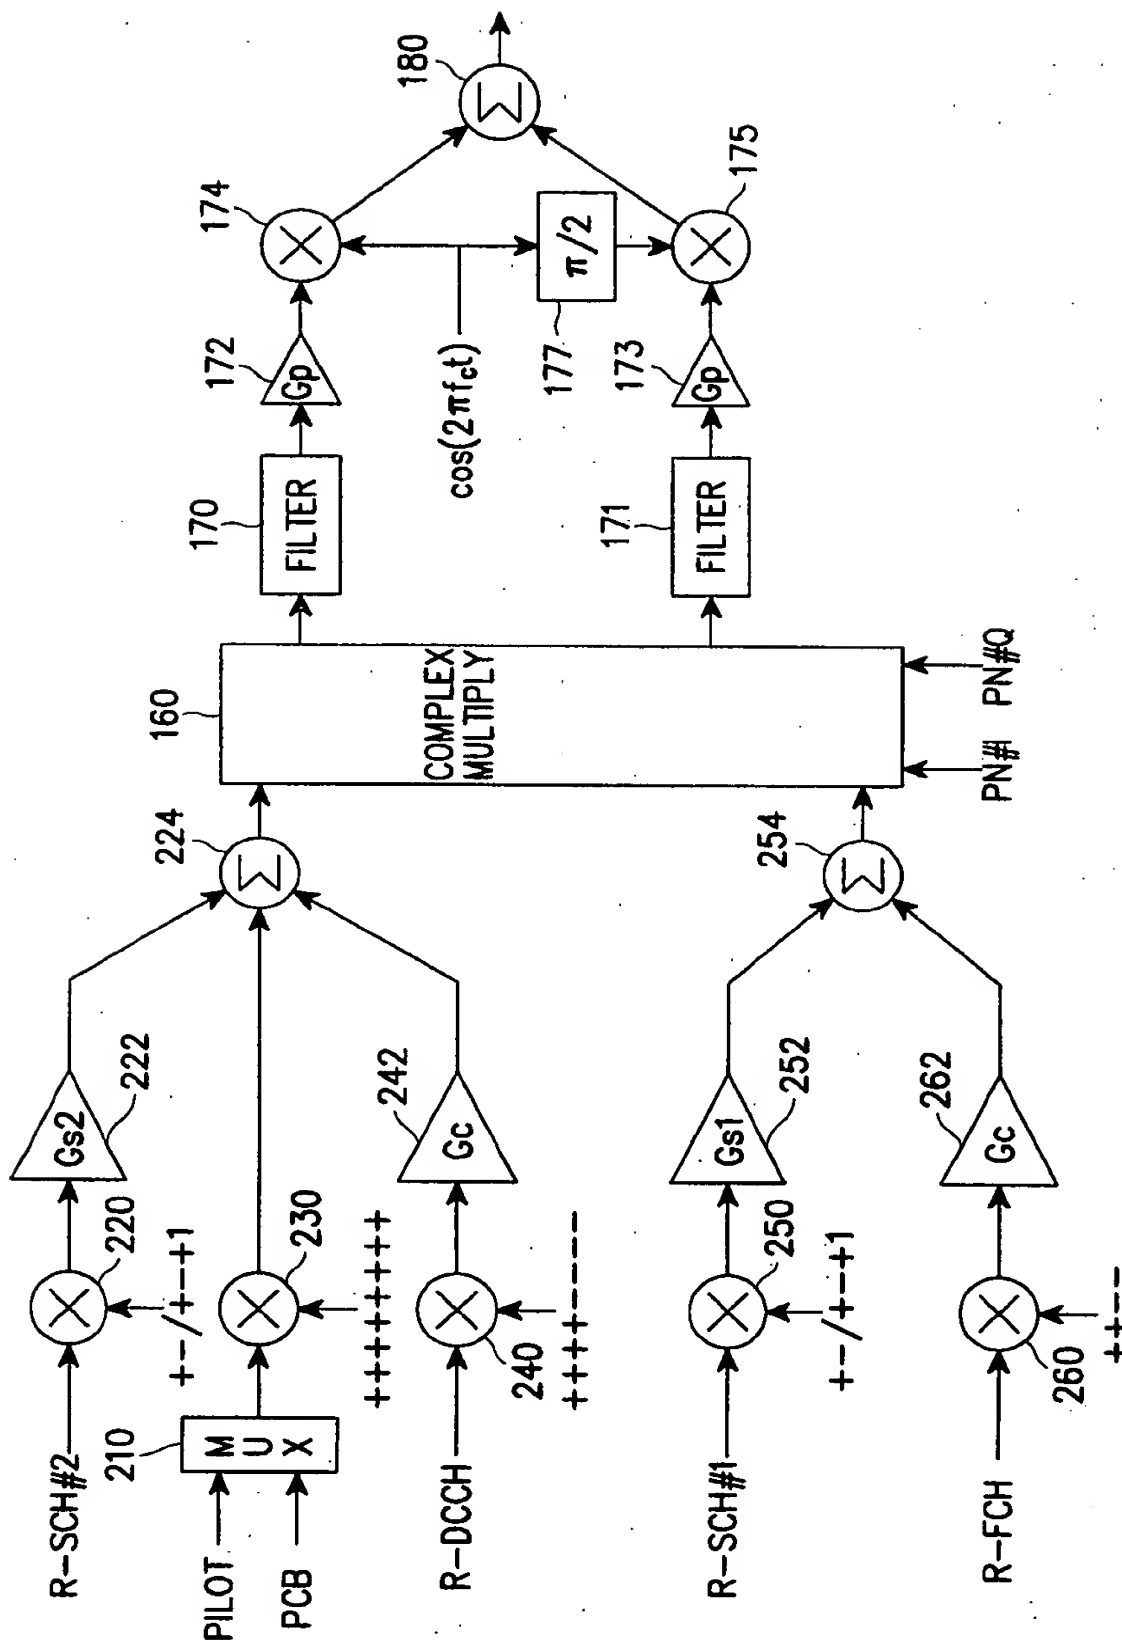 R-SCH#2
220
+-/+--+1
Gs2
222
PILOT
PCB
210
M
U
X
230
++++++++
224
Σ
R-DCCH
240
++++----
Gc
242
R-SCH#1
250
+-/+--+1
Gs1
252
254
Σ
R-FCH
260
++--
Gc
262
160
COMPLEX
MULTIPLY
PN#I
PN#Q
170
FILTER
172
Gp
174
cos(2πfct)
177
π/2
171
FILTER
173
Gp
175
180
Σ